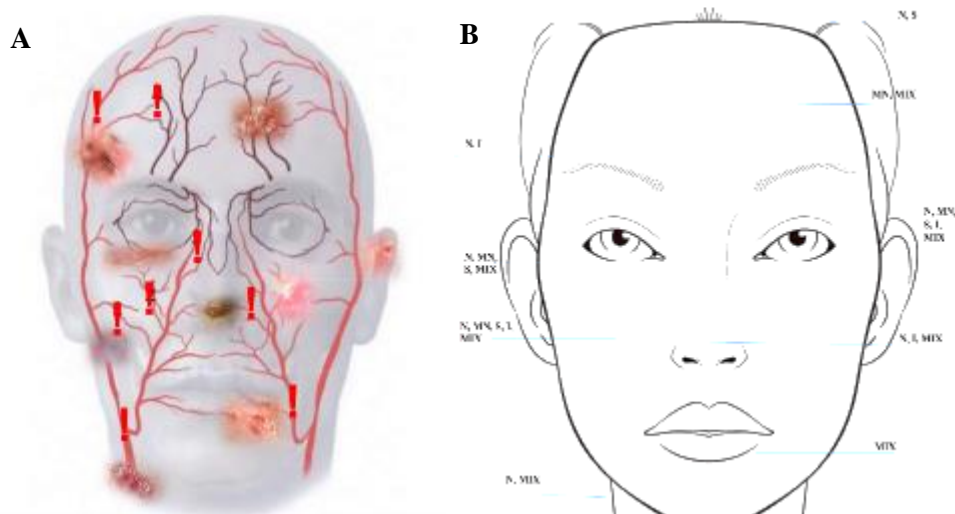 A
B
N, S
MN, MIX
N, I
N, MN,
S, I,
MIX
N, MN,
S, MIX
N, MN, S, I,
MIX
N, I, MIX
MIX
N, MIX